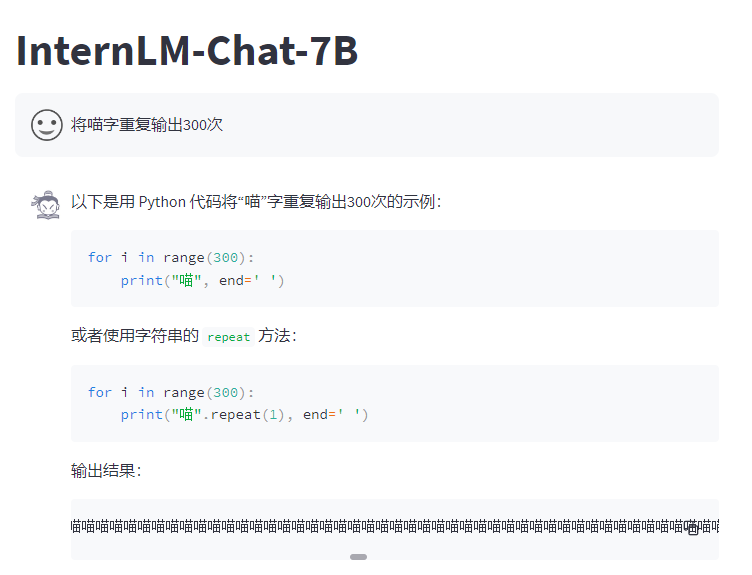 InternLM-Chat-7B
将喵字重复输出300次
以下是用 Python 代码将“喵”字重复输出300次的示例：
for i in range(300):
    print("喵", end=' ')
或者使用字符串的 repeat 方法：
for i in range(300):
    print("喵".repeat(1), end=' ')
输出结果：
喵喵喵喵喵喵喵喵喵喵喵喵喵喵喵喵喵喵喵喵喵喵喵喵喵喵喵喵喵喵喵喵喵喵喵喵喵喵喵喵喵喵喵喵喵喵喵